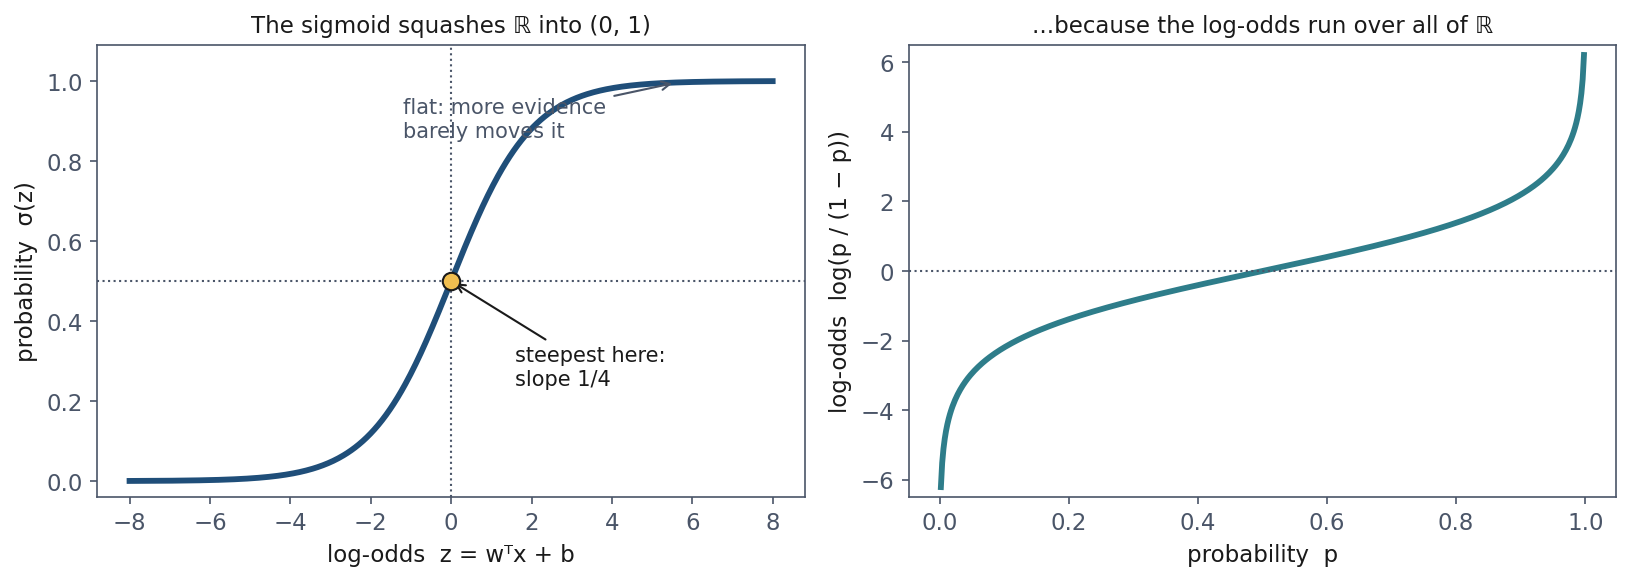 The sigmoid squashes ℝ into (0, 1)
1.0
0.8
0.6
0.4
0.2
0.0
probability  σ(z)
flat: more evidence
barely moves it
steepest here:
slope 1/4
−8
−6
−4
−2
0
2
4
6
8
log-odds  z = wᵀx + b
…because the log-odds run over all of ℝ
6
4
2
0
−2
−4
−6
log-odds  log(p / (1 − p))
0.0
0.2
0.4
0.6
0.8
1.0
probability  p